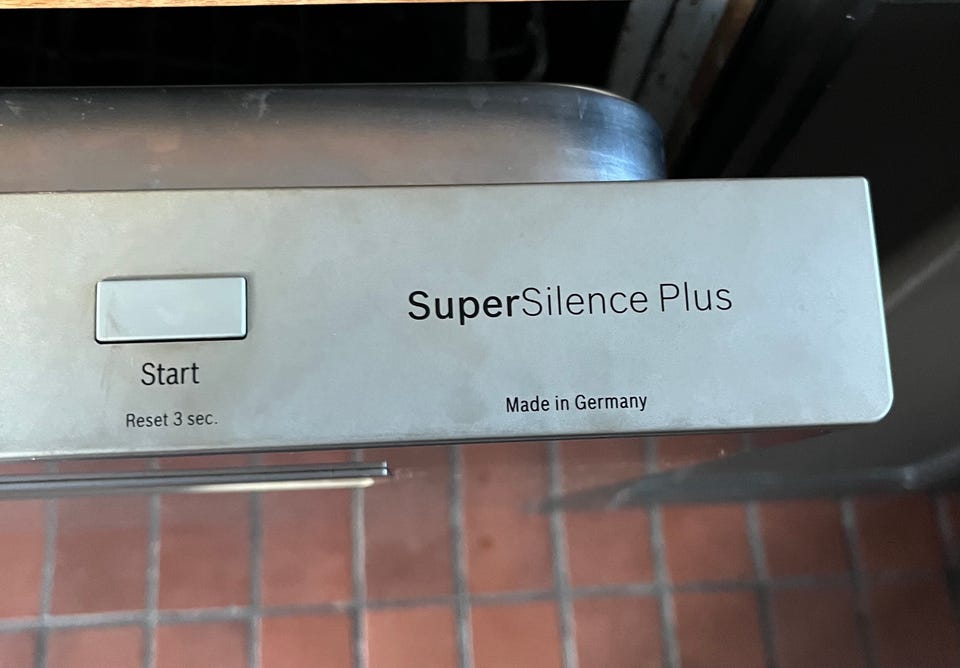 SuperSilence Plus
Start
Reset 3 sec.
Made in Germany